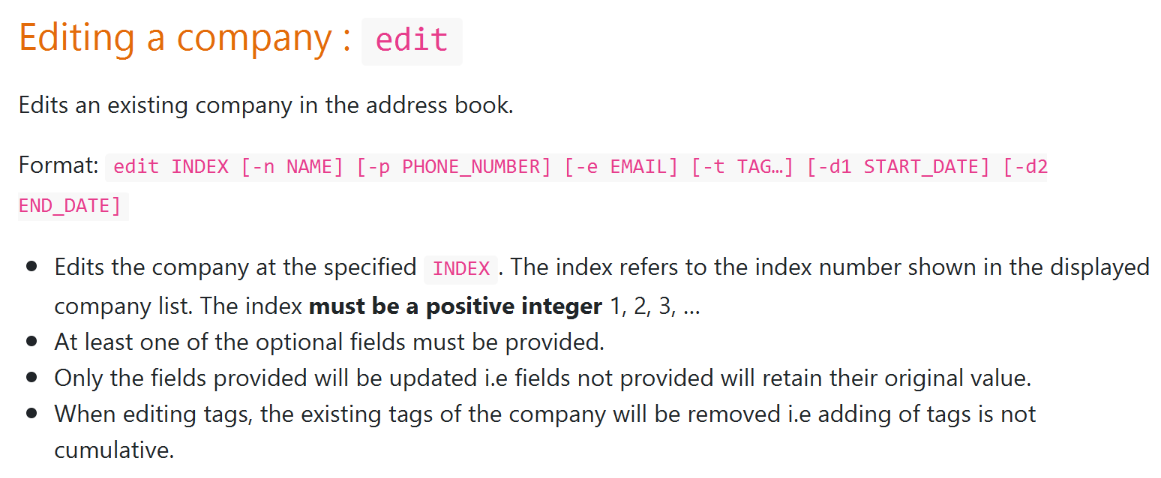 Editing a company : edit
Edits an existing company in the address book.
Format: edit INDEX [-n NAME] [-p PHONE_NUMBER] [-e EMAIL] [-t TAG…] [-d1 START_DATE] [-d2
END_DATE]
• Edits the company at the specified INDEX. The index refers to the index number shown in the displayed
company list. The index must be a positive integer 1, 2, 3, …
• At least one of the optional fields must be provided.
• Only the fields provided will be updated i.e fields not provided will retain their original value.
• When editing tags, the existing tags of the company will be removed i.e adding of tags is not
cumulative.